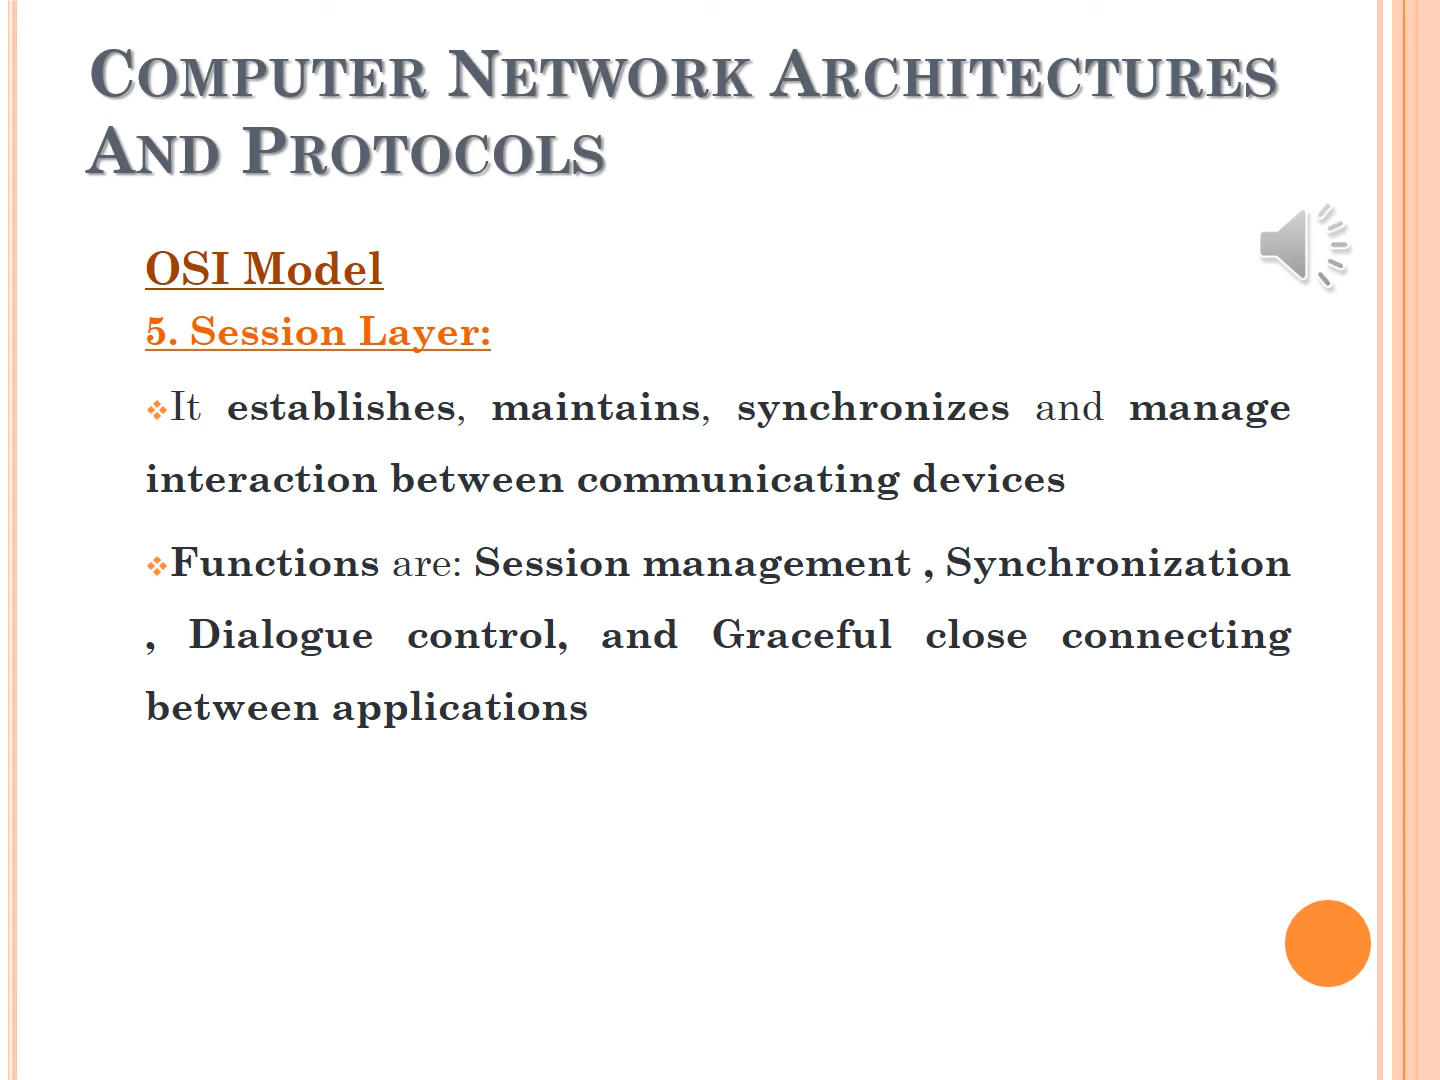 Computer Network Architectures
And Protocols
OSI Model
5. Session Layer:
It establishes, maintains, synchronizes and manage
interaction between communicating devices
Functions are: Session management , Synchronization
, Dialogue control, and Graceful close connecting
between applications